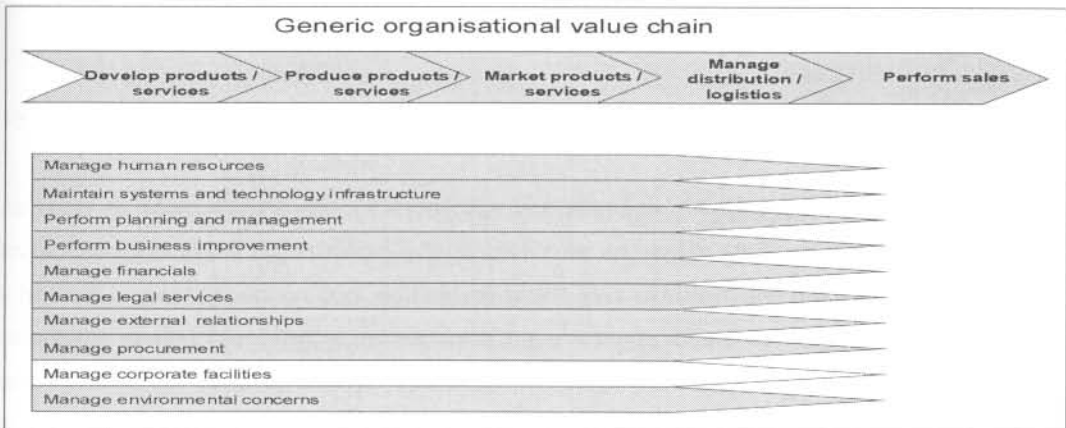 Generic organisational value chain
Develop products /
services
Produce products /
services
Market products /
services
Manage
distribution /
logistics
Perform sales
Manage human resources
Maintain systems and technology infrastructure
Perform planning and management
Perform business improvement
Manage financials
Manage legal services
Manage external relationships
Manage procurement
Manage corporate facilities
Manage environmental concerns